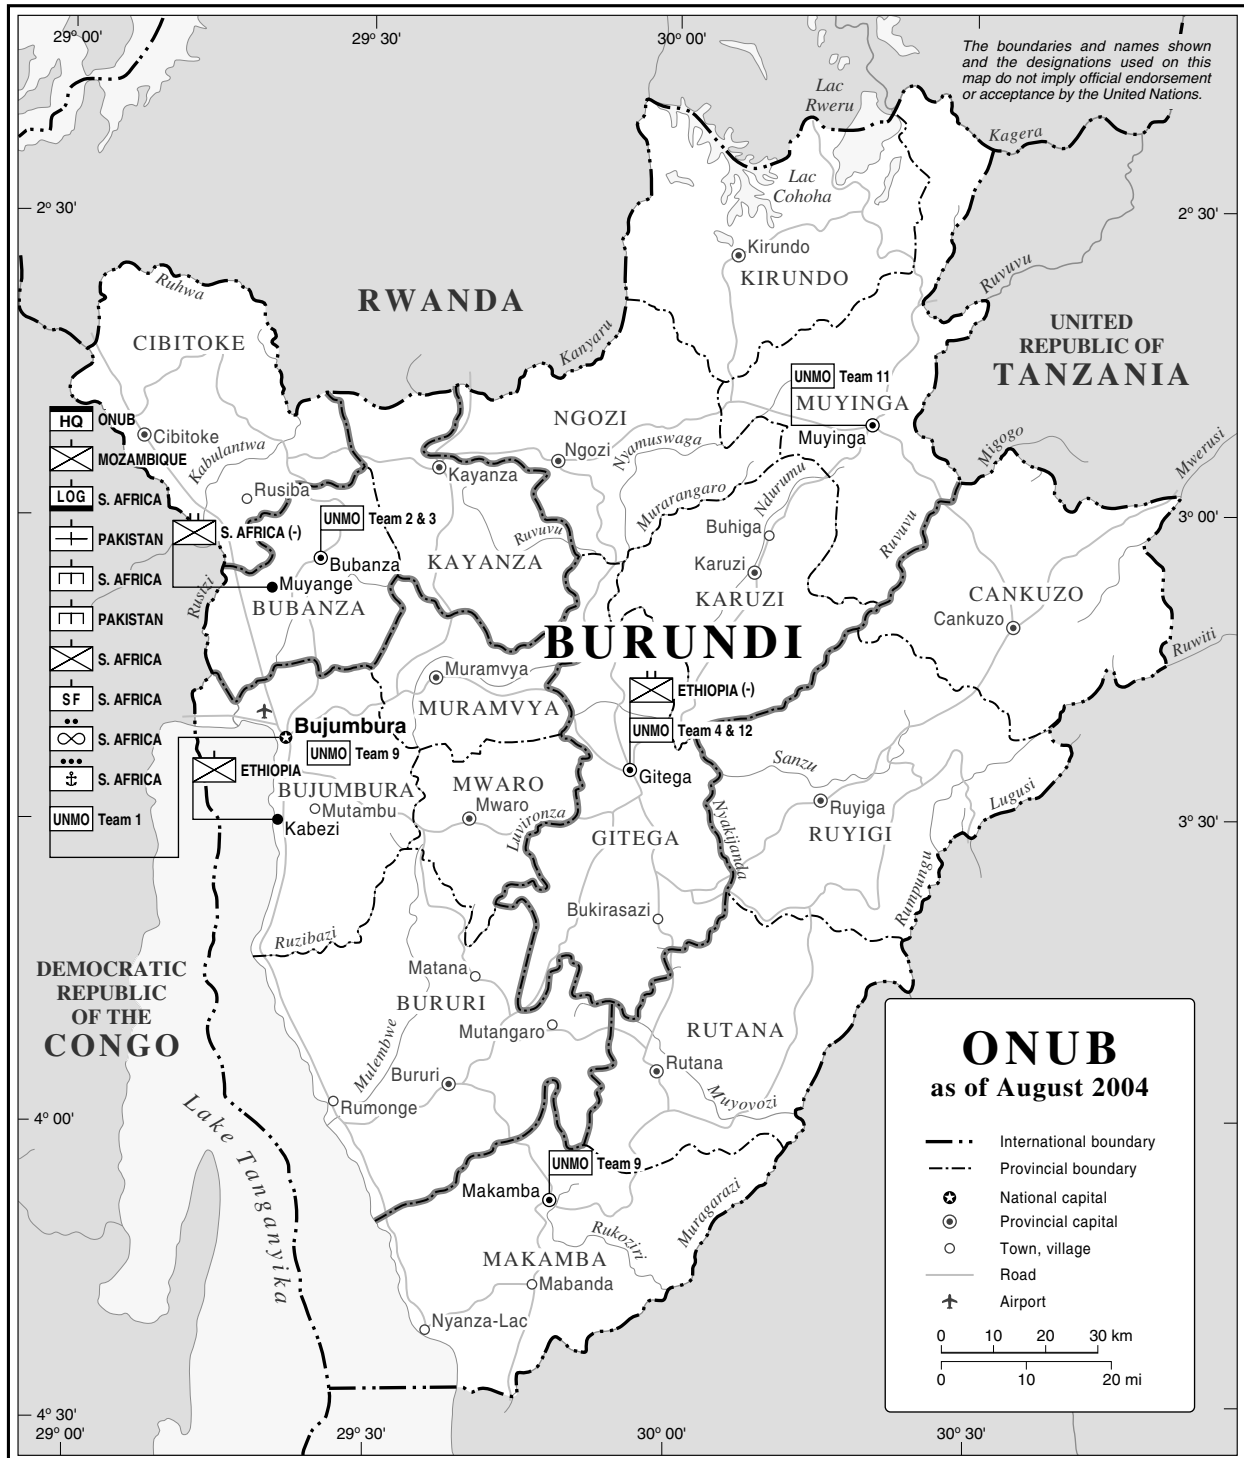 29° 00'
29° 30'
30° 00'
The boundaries and names shown
and the designations used on this
map do not imply official endorsement
or acceptance by the United Nations.
Lac
Rweru
Kagera
Lac
Cohoha
2° 30'
2° 30'
Kirundo
KIRUNDO
Ruvuvu
Ruhwa
RWANDA
Kanyaru
UNITED
REPUBLIC OF
TANZANIA
CIBITOKE
UNMO Team 11
MUYINGA
Muyinga
NGOZI
Ngozi
Nyamuswaga
HQ ONUB
Cibitoke
MOZAMBIQUE
Kabulantwa
Kayanza
Migogo
Mwerusi
LOG S. AFRICA
Rusiba
Murarangaro
Ndurumu
UNMO Team 2 & 3
S. AFRICA (-)
PAKISTAN
Buhiga
Ruvuvu
Ruvuvu
3° 00'
Bubanza
KAYANZA
Karuzi
KARUZI
S. AFRICA
Muyange
BUBANZA
Rusizi
CANKUZO
Cankuzo
PAKISTAN
BURUNDI
Ruwiti
S. AFRICA
Muramvya
MURAMVYA
ETHIOPIA (-)
SF S. AFRICA
Bujumbura
UNMO Team 4 & 12
S. AFRICA
UNMO Team 9
ETHIOPIA
Gitega
Sanzu
S. AFRICA
BUJUMBURA
Mutambu
MWARO
Mwaro
Ruyiga
RUYIGI
Lugusi
UNMO Team 1
Kabezi
Luvironza
GITEGA
Nyakijanda
3° 30'
Rumpungu
Bukirasazi
Ruzibazi
DEMOCRATIC
REPUBLIC
OF THE
CONGO
Matana
BURURI
Mutangaro
RUTANA
Rutana
Mulembwe
Bururi
Rumonge
Muyovozi
4° 00'
Lake Tanganyika
UNMO Team 9
Makamba
Rukoziri
Muragarazi
MAKAMBA
Mabanda
Nyanza-Lac
4° 30'
29° 00'
29° 30'
30° 00'
30° 30'
ONUB
as of August 2004
International boundary
Provincial boundary
National capital
Provincial capital
Town, village
Road
Airport
0 10 20 30 km
0 10 20 mi